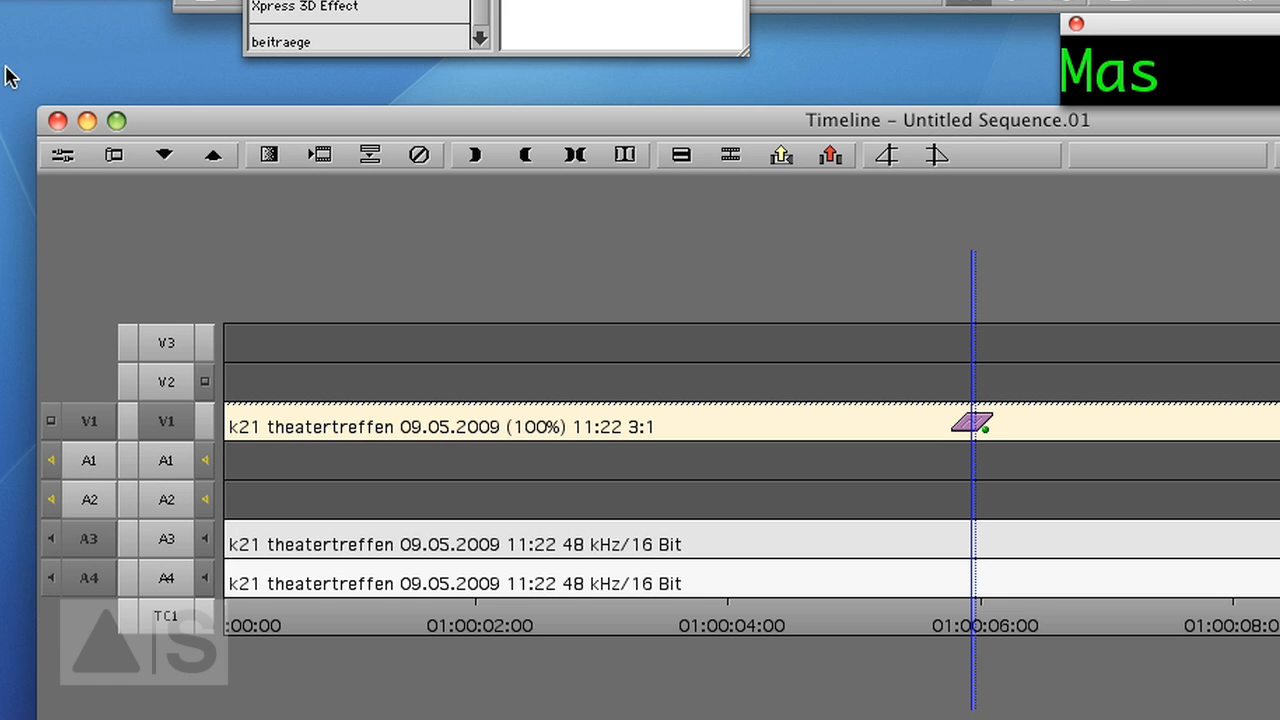 Xpress 3D Effect
beitraege
Mas
Timeline - Untitled Sequence.01
V3
V2
V1 V1 k21 theatertreffen 09.05.2009 (100%) 11:22 3:1
A1 A1
A2 A2
A3 A3 k21 theatertreffen 09.05.2009 11:22 48 kHz/16 Bit
A4 A4 k21 theatertreffen 09.05.2009 11:22 48 kHz/16 Bit
TC1 :00:00 01:00:02:00 01:00:04:00 01:00:06:00 01:00:08:0
S